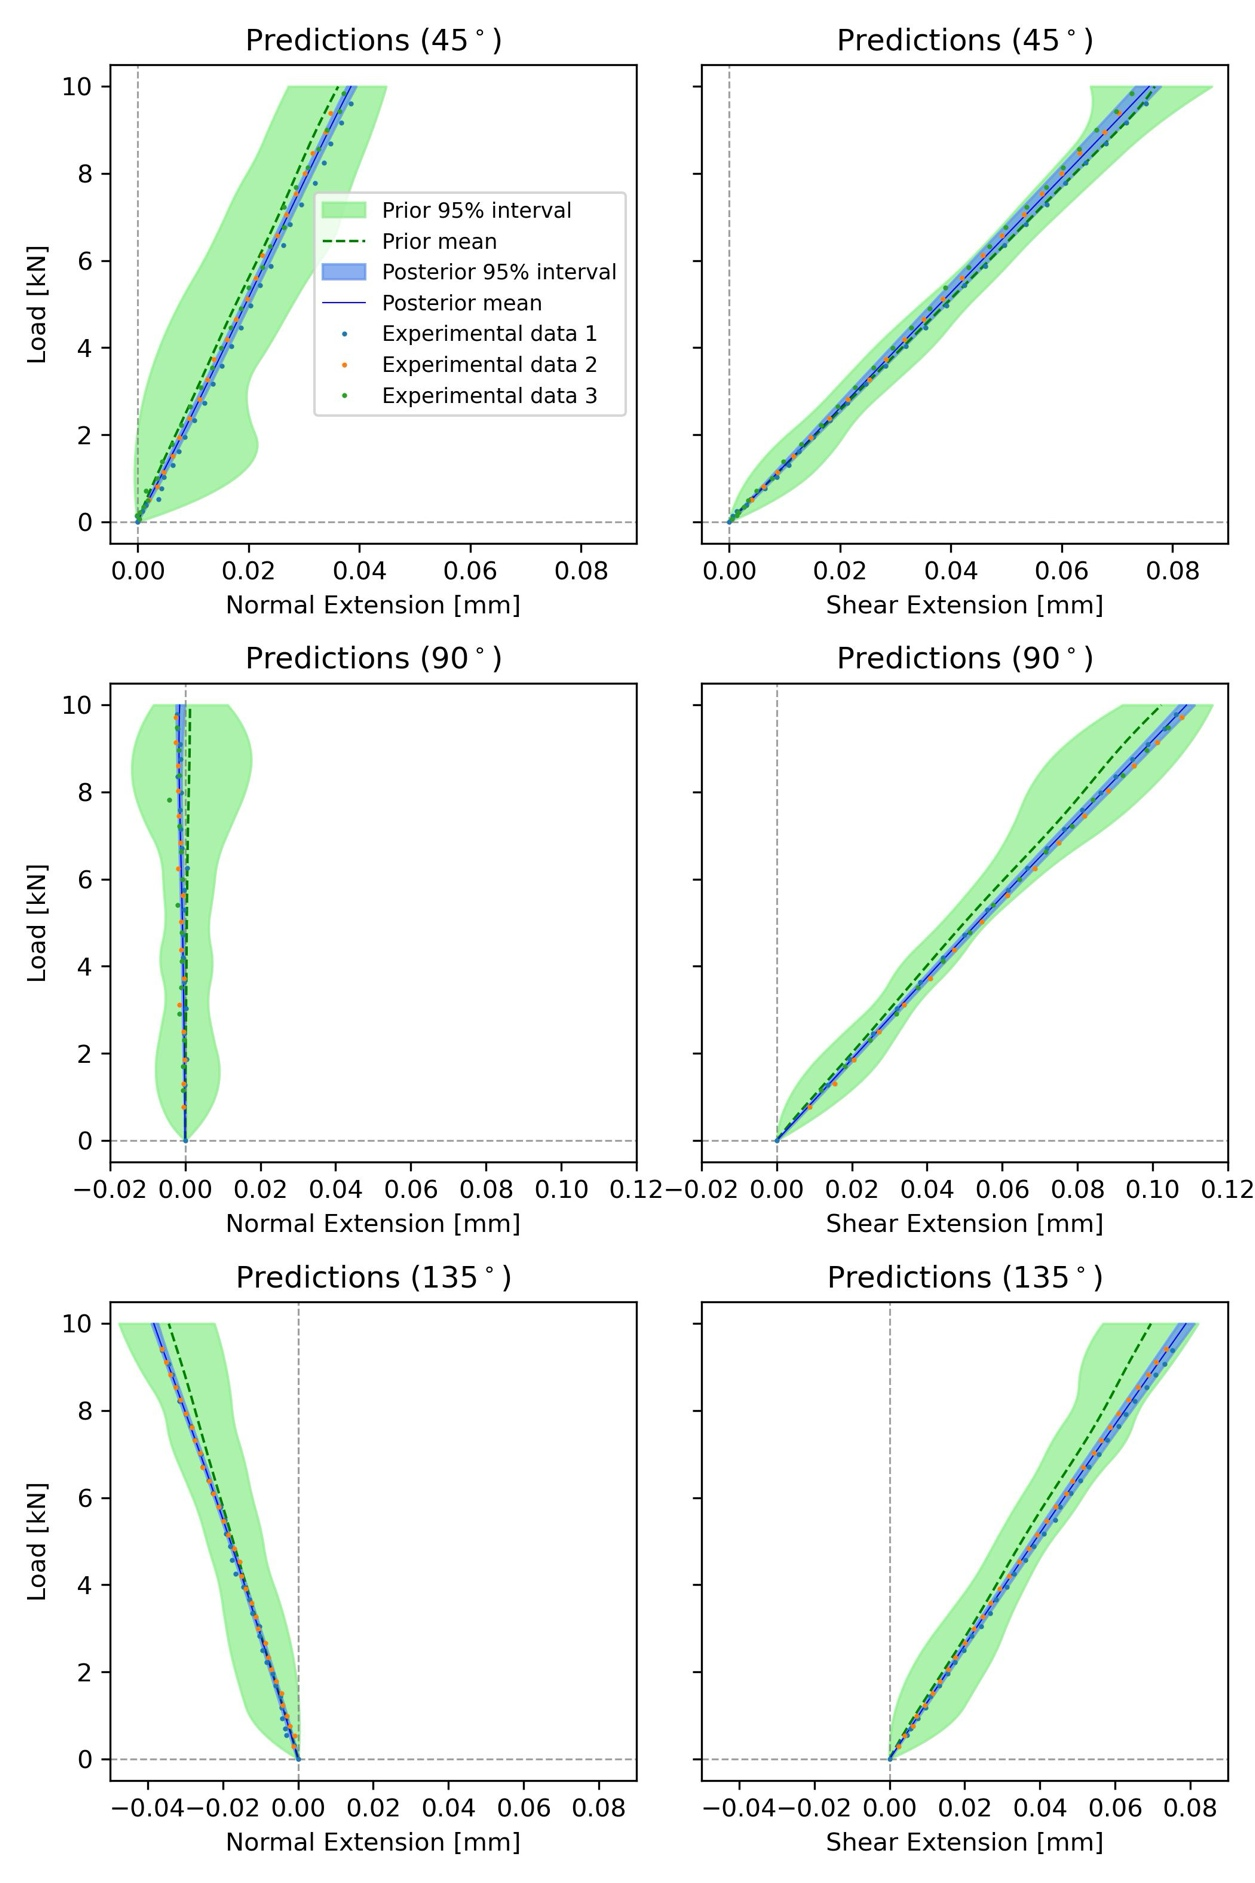 Predictions (45°)
Predictions (45°)
10
8
6
4
2
0
Load [kN]
Prior 95% interval
Prior mean
Posterior 95% interval
Posterior mean
Experimental data 1
Experimental data 2
Experimental data 3
0.00 0.02 0.04 0.06 0.08
0.00 0.02 0.04 0.06 0.08
Normal Extension [mm]
Shear Extension [mm]
Predictions (90°)
Predictions (90°)
10
8
6
4
2
0
Load [kN]
−0.02 0.00 0.02 0.04 0.06 0.08 0.10 0.12
−0.02 0.00 0.02 0.04 0.06 0.08 0.10 0.12
Normal Extension [mm]
Shear Extension [mm]
Predictions (135°)
Predictions (135°)
10
8
6
4
2
0
Load [kN]
−0.04 −0.02 0.00 0.02 0.04 0.06 0.08
−0.04 −0.02 0.00 0.02 0.04 0.06 0.08
Normal Extension [mm]
Shear Extension [mm]